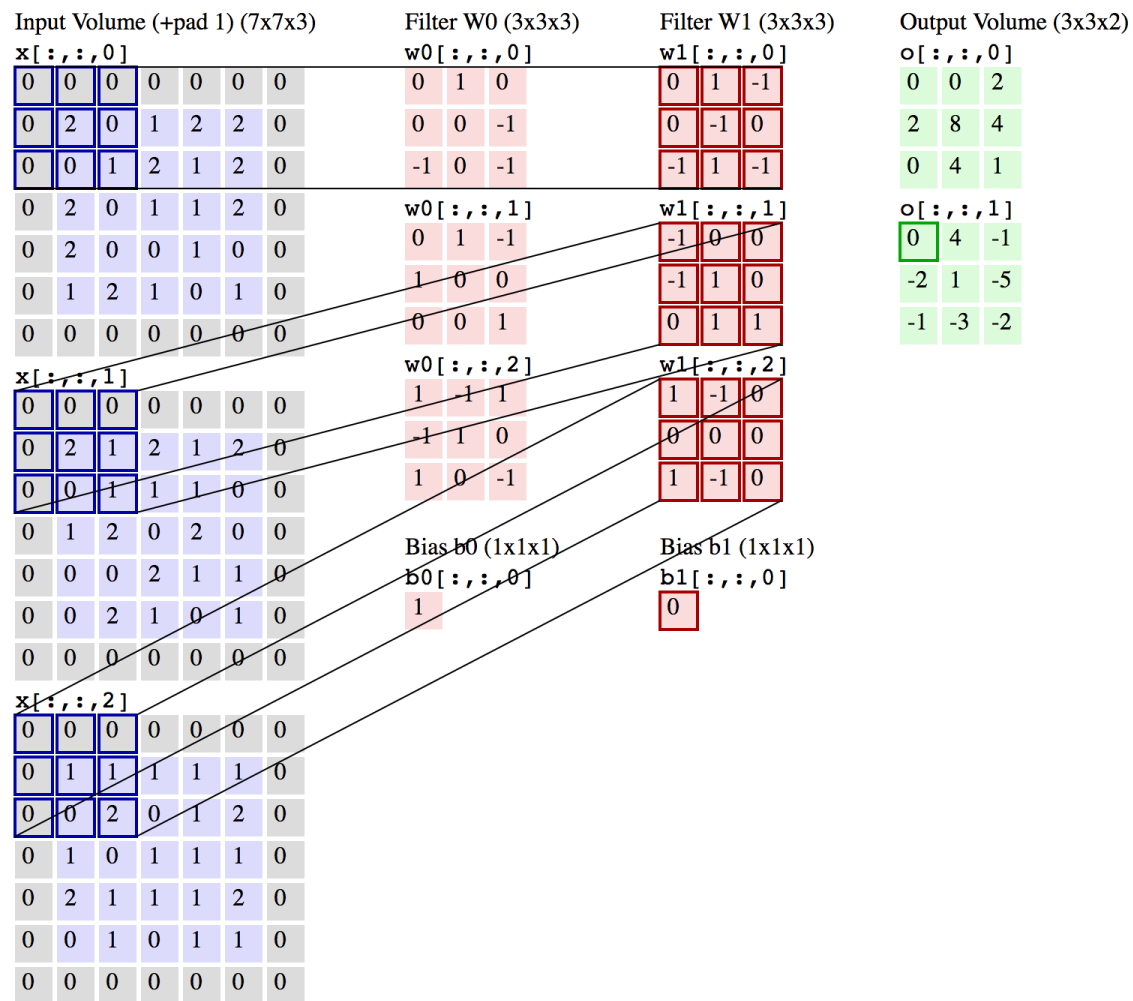 Input Volume (+pad 1) (7x7x3)
x[:,:,0]
0 0 0 0 0 0 0
0 2 0 1 2 2 0
0 0 1 2 1 2 0
0 2 0 1 1 2 0
0 2 0 0 1 0 0
0 1 2 1 0 1 0
0 0 0 0 0 0 0
x[:,:,1]
0 0 0 0 0 0 0
0 2 1 2 1 2 0
0 0 1 1 1 0 0
0 1 2 0 2 0 0
0 0 0 2 1 1 0
0 0 2 1 0 1 0
0 0 0 0 0 0 0
x[:,:,2]
0 0 0 0 0 0 0
0 1 1 1 1 1 0
0 0 2 0 1 2 0
0 1 0 1 1 1 0
0 2 1 1 1 2 0
0 0 1 0 1 1 0
0 0 0 0 0 0 0
Filter W0 (3x3x3)
w0[:,:,0]
0 1 0
0 0 -1
-1 0 -1
w0[:,:,1]
0 1 -1
1 0 0
0 0 1
w0[:,:,2]
1 -1 1
-1 1 0
1 0 -1
Bias b0 (1x1x1)
b0[:,:,0]
1
Filter W1 (3x3x3)
w1[:,:,0]
0 1 -1
0 -1 0
-1 1 -1
w1[:,:,1]
-1 0 0
-1 1 0
0 1 1
w1[:,:,2]
1 -1 0
0 0 0
1 -1 0
Bias b1 (1x1x1)
b1[:,:,0]
0
Output Volume (3x3x2)
o[:,:,0]
0 0 2
2 8 4
0 4 1
o[:,:,1]
0 4 -1
-2 1 -5
-1 -3 -2